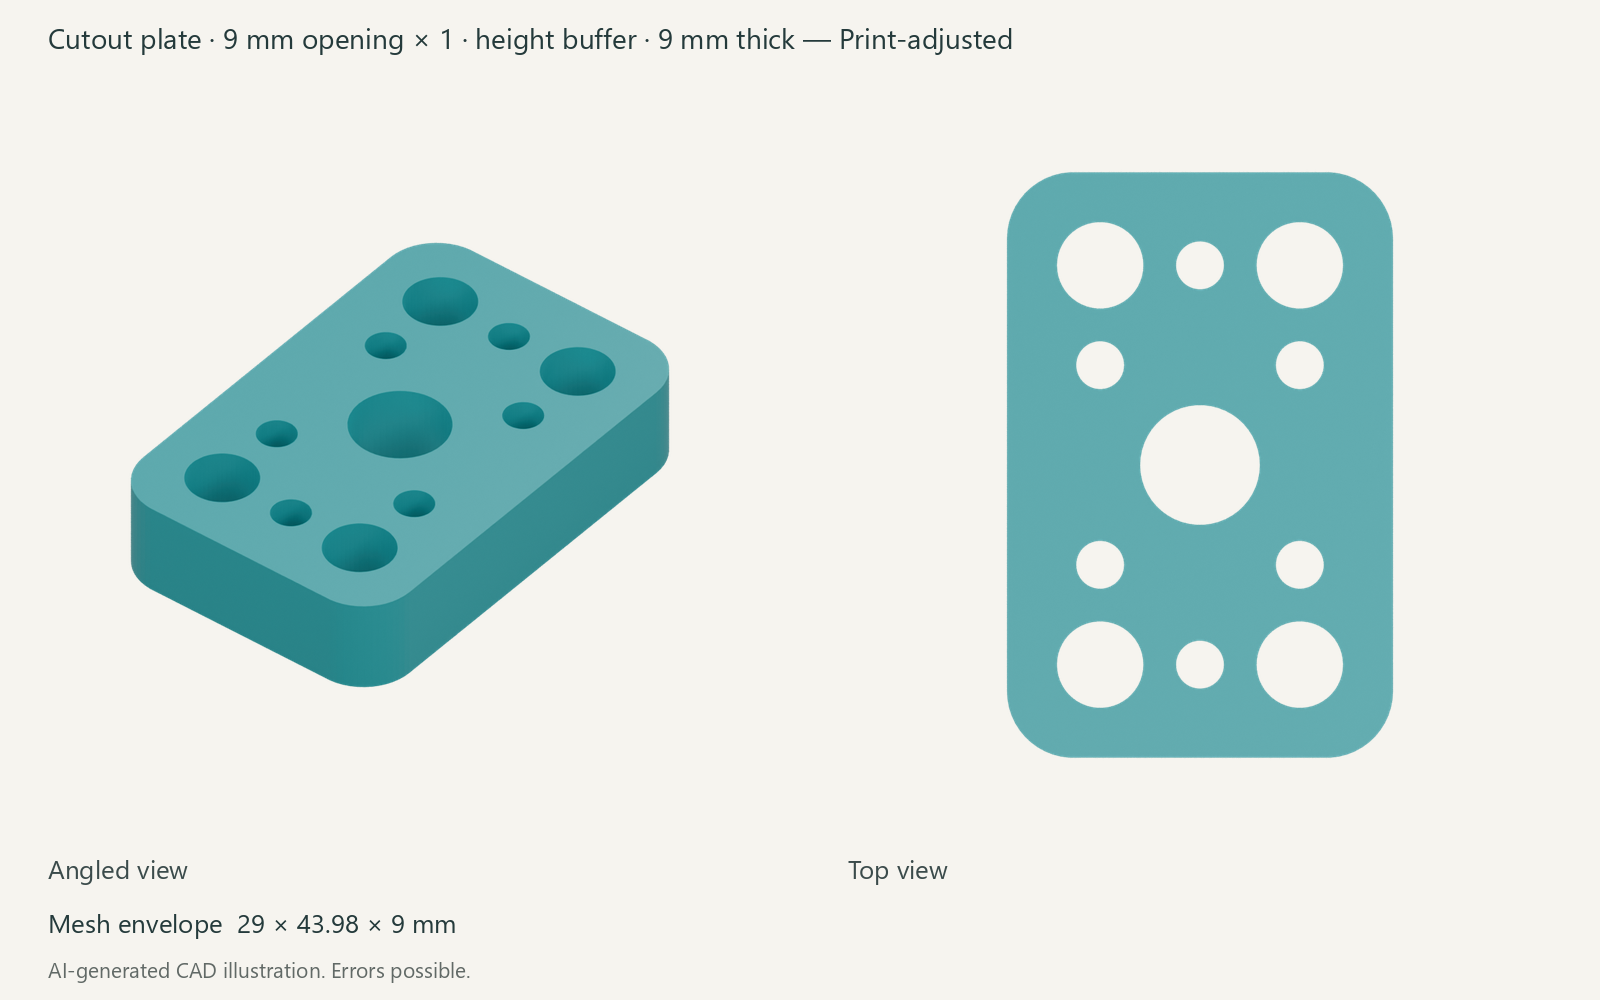 Cutout plate · 9 mm opening × 1 · height buffer · 9 mm thick — Print-adjusted
Angled view
Top view
Mesh envelope 29 × 43.98 × 9 mm
AI-generated CAD illustration. Errors possible.